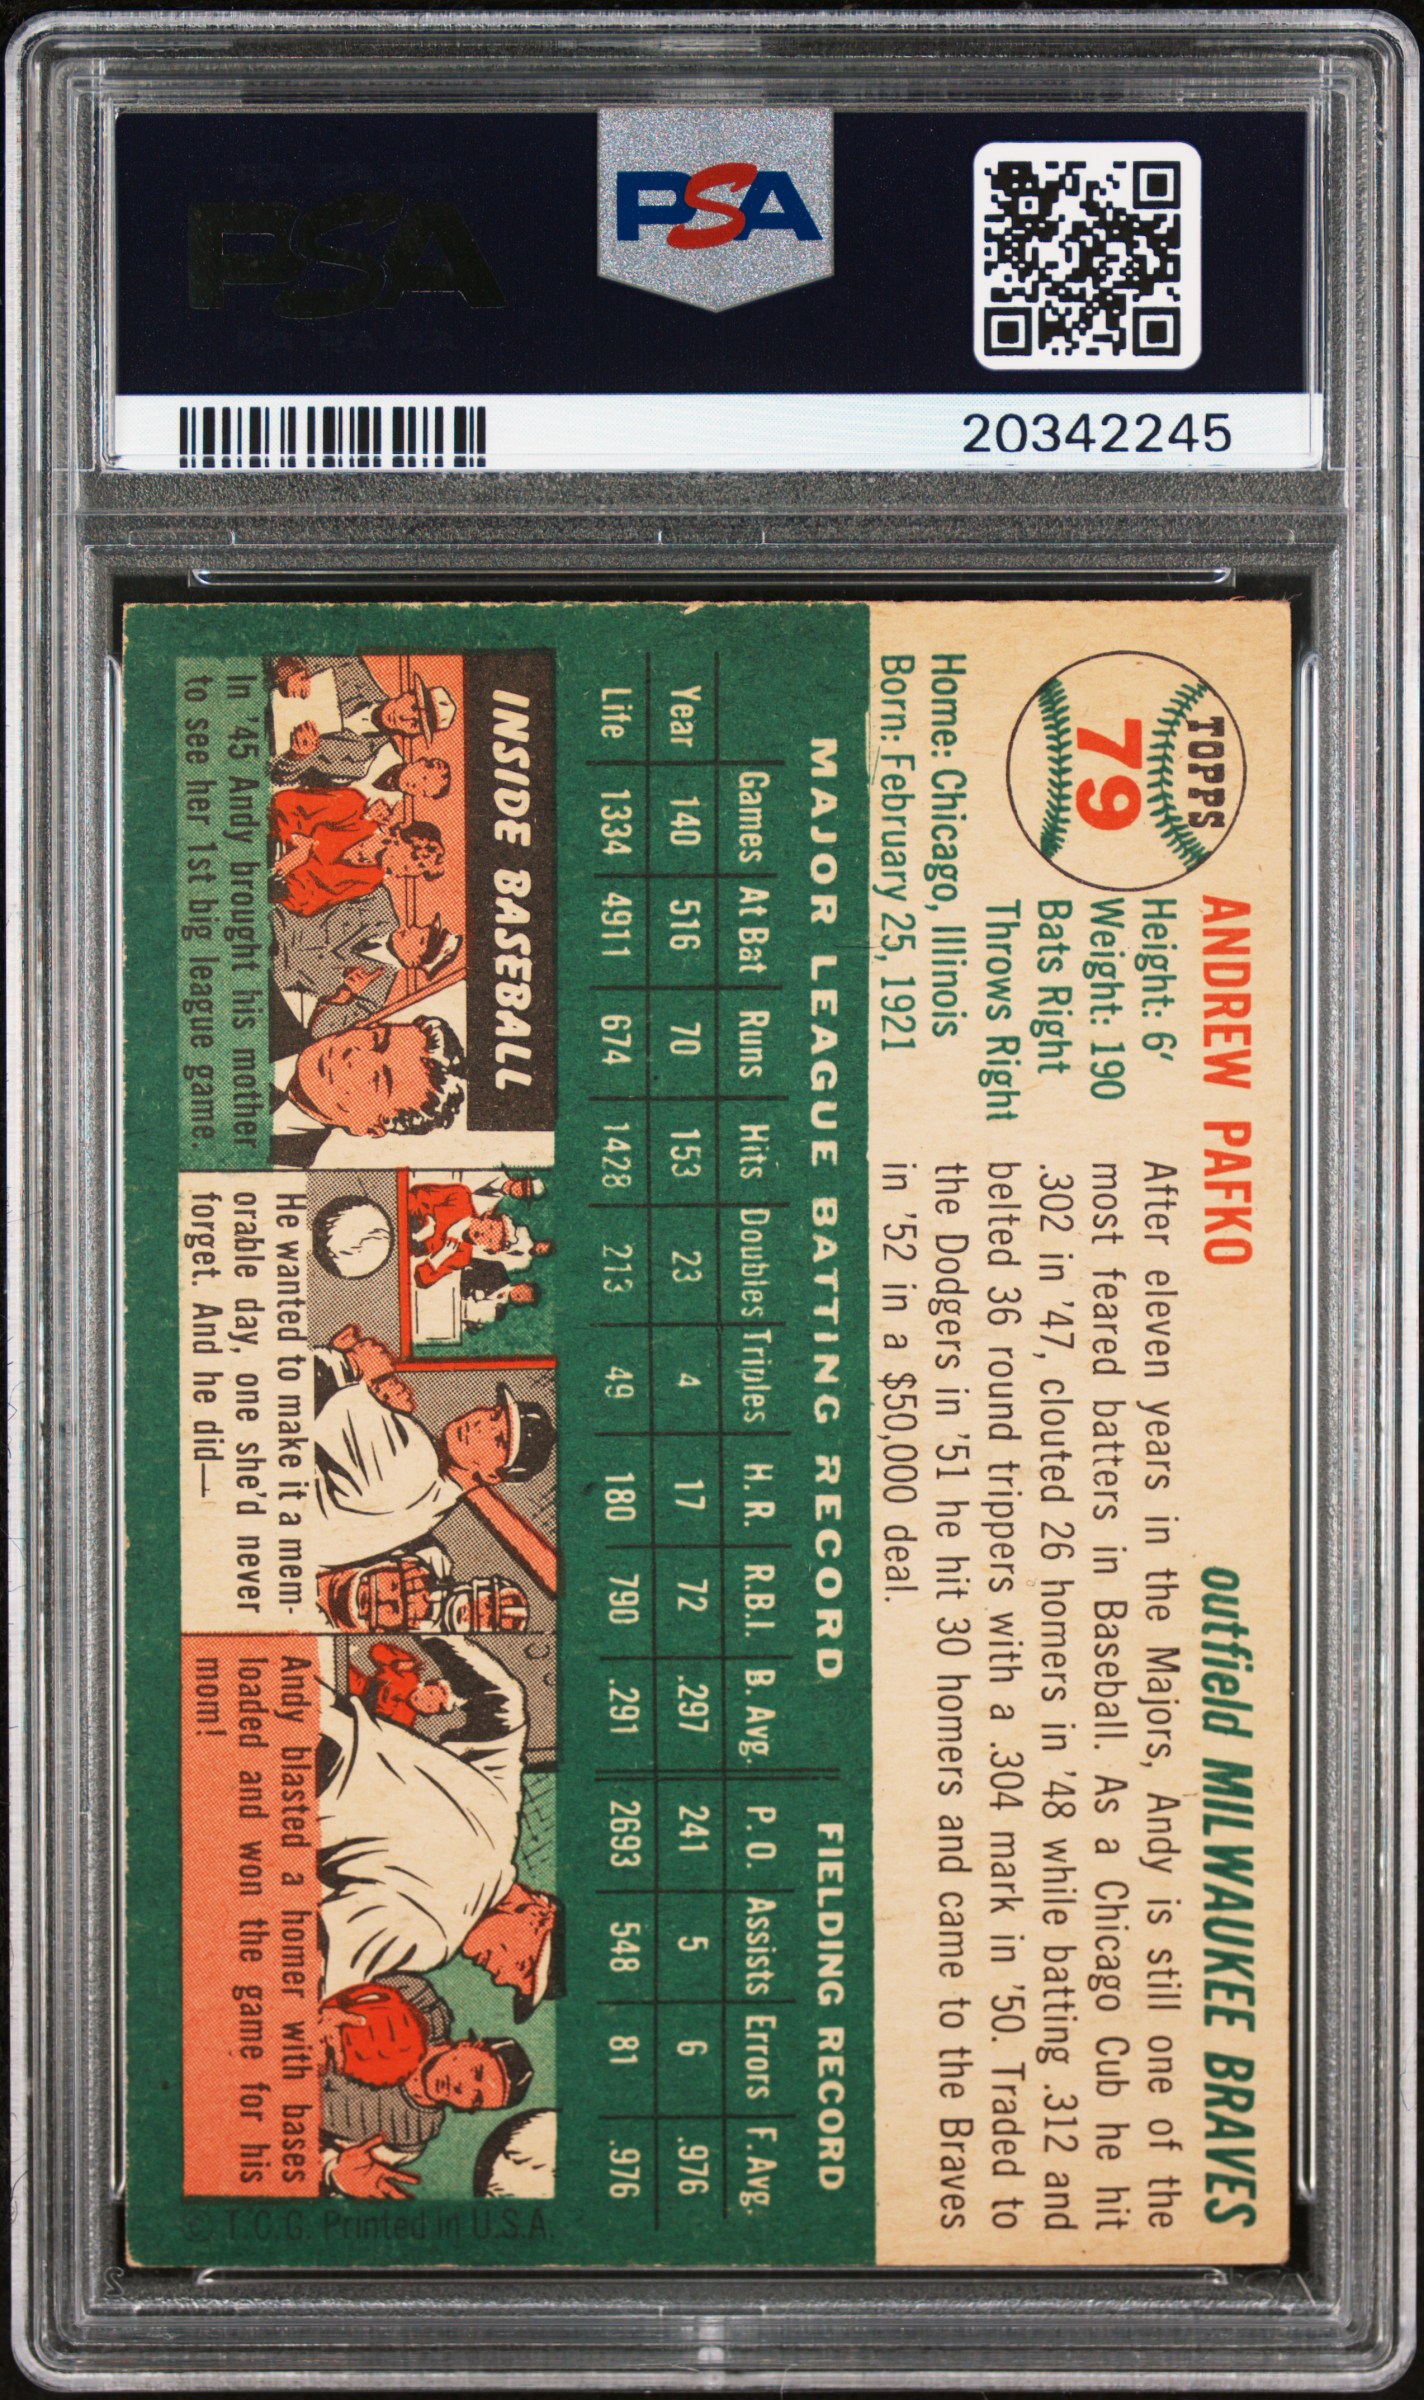 PSA
PSA
20342245
TOPPS
79
ANDREW PAFKO
outfield MILWAUKEE BRAVES
Height: 6'
Weight: 190
Bats Right
Throws Right
Home: Chicago, Illinois
Born: February 25, 1921
After eleven years in the Majors, Andy is still one of the
most feared batters in Baseball. As a Chicago Cub he hit
.302 in '47, clouted 26 homers in '48 while batting .312 and
belted 36 round trippers with a .304 mark in '50. Traded to
the Dodgers in '51 he hit 30 homers and came to the Braves
in '52 in a $50,000 deal.
MAJOR LEAGUE BATTING RECORD FIELDING RECORD
Games At Bat Runs Hits Doubles Triples H. R. R.B.I. B. Avg. P. O. Assists Errors F. Avg.
Year 140 516 70 153 23 4 17 72 .297 241 5 6 .976
Life 1334 4911 674 1428 213 49 180 790 .291 2693 548 81 .976
INSIDE BASEBALL
In '45 Andy brought his mother
to see her 1st big league game.
He wanted to make it a mem-
orable day, one she'd never
forget. And he did—
Andy blasted a homer with bases
loaded and won the game for his
mom!
© T.C.G. Printed in U.S.A.